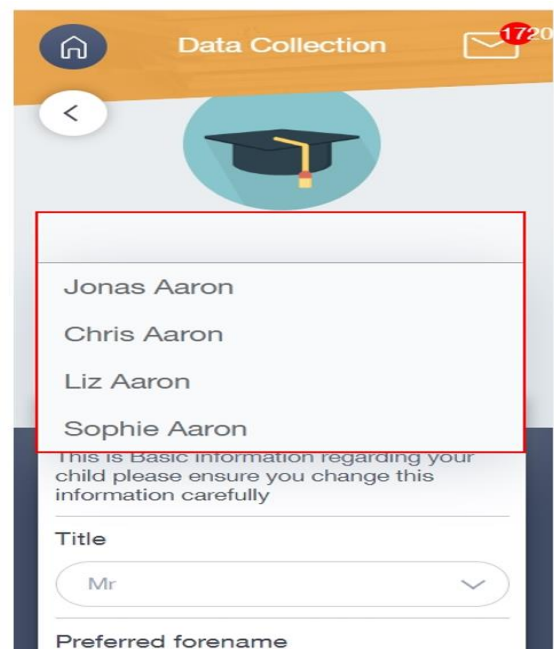 Data Collection
1720
Jonas Aaron
Chris Aaron
Liz Aaron
Sophie Aaron
This is Basic Information regarding your
child please ensure you change this
information carefully
Title
Mr
Preferred forename